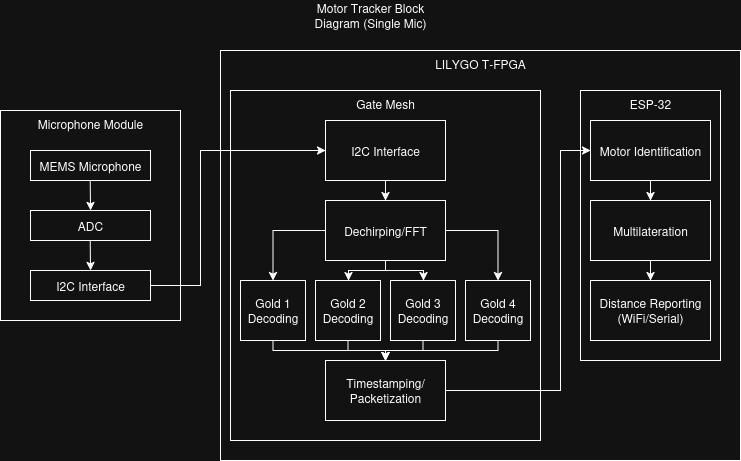 Motor Tracker Block
Diagram (Single Mic)
LILYGO T-FPGA
Microphone Module
MEMS Microphone
ADC
I2C Interface
Gate Mesh
I2C Interface
Dechirping/FFT
Gold 1
Decoding
Gold 2
Decoding
Gold 3
Decoding
Gold 4
Decoding
Timestamping/
Packetization
ESP-32
Motor Identification
Multilateration
Distance Reporting
(WiFi/Serial)